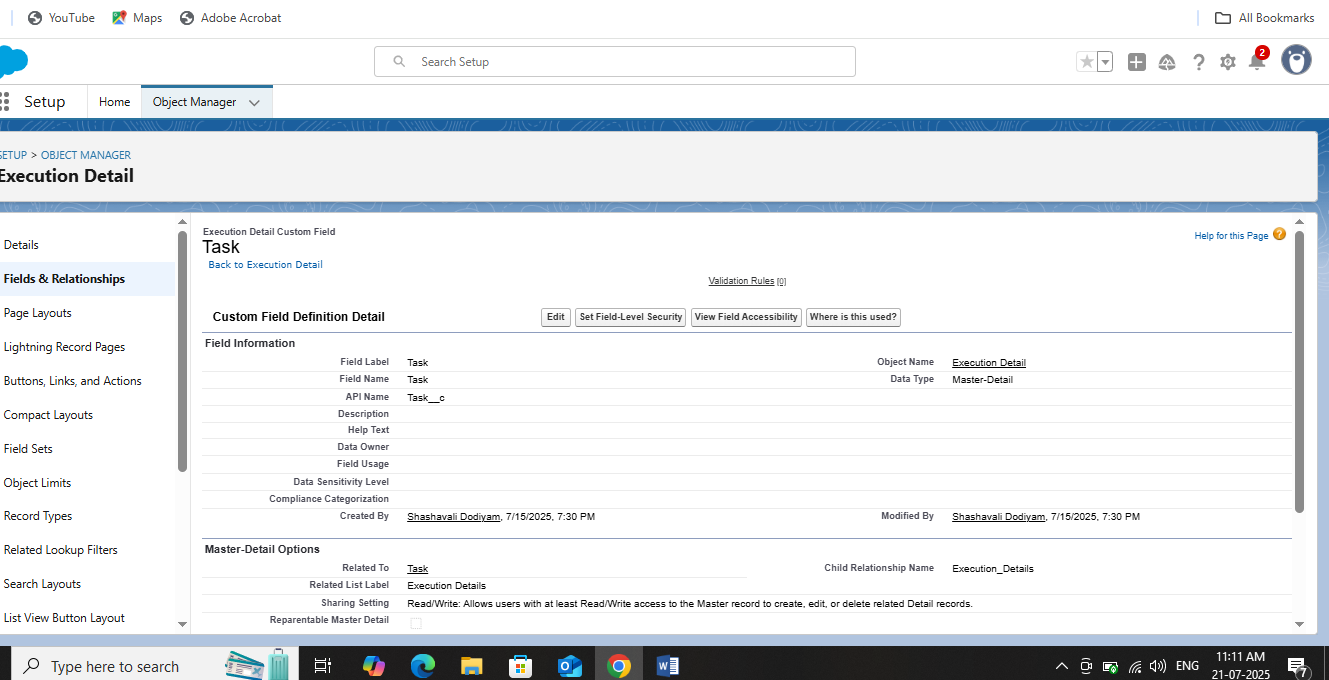 YouTube Maps Adobe Acrobat All Bookmarks
Search Setup 2
Setup Home Object Manager
SETUP > OBJECT MANAGER
Execution Detail
Details
Fields & Relationships
Page Layouts
Lightning Record Pages
Buttons, Links, and Actions
Compact Layouts
Field Sets
Object Limits
Record Types
Related Lookup Filters
Search Layouts
List View Button Layout
Execution Detail Custom Field
Task
Help for this Page ?
Back to Execution Detail
Validation Rules [0]
Custom Field Definition Detail Edit Set Field-Level Security View Field Accessibility Where is this used?
Field Information
Field Label Task Object Name Execution Detail
Field Name Task Data Type Master-Detail
API Name Task__c
Description
Help Text
Data Owner
Field Usage
Data Sensitivity Level
Compliance Categorization
Created By Shashavali Dodiyam, 7/15/2025, 7:30 PM Modified By Shashavali Dodiyam, 7/15/2025, 7:30 PM
Master-Detail Options
Related To Task Child Relationship Name Execution_Details
Related List Label Execution Details
Sharing Setting Read/Write: Allows users with at least Read/Write access to the Master record to create, edit, or delete related Detail records.
Reparentable Master Detail
Type here to search ENG 11:11 AM
21-07-2025 7